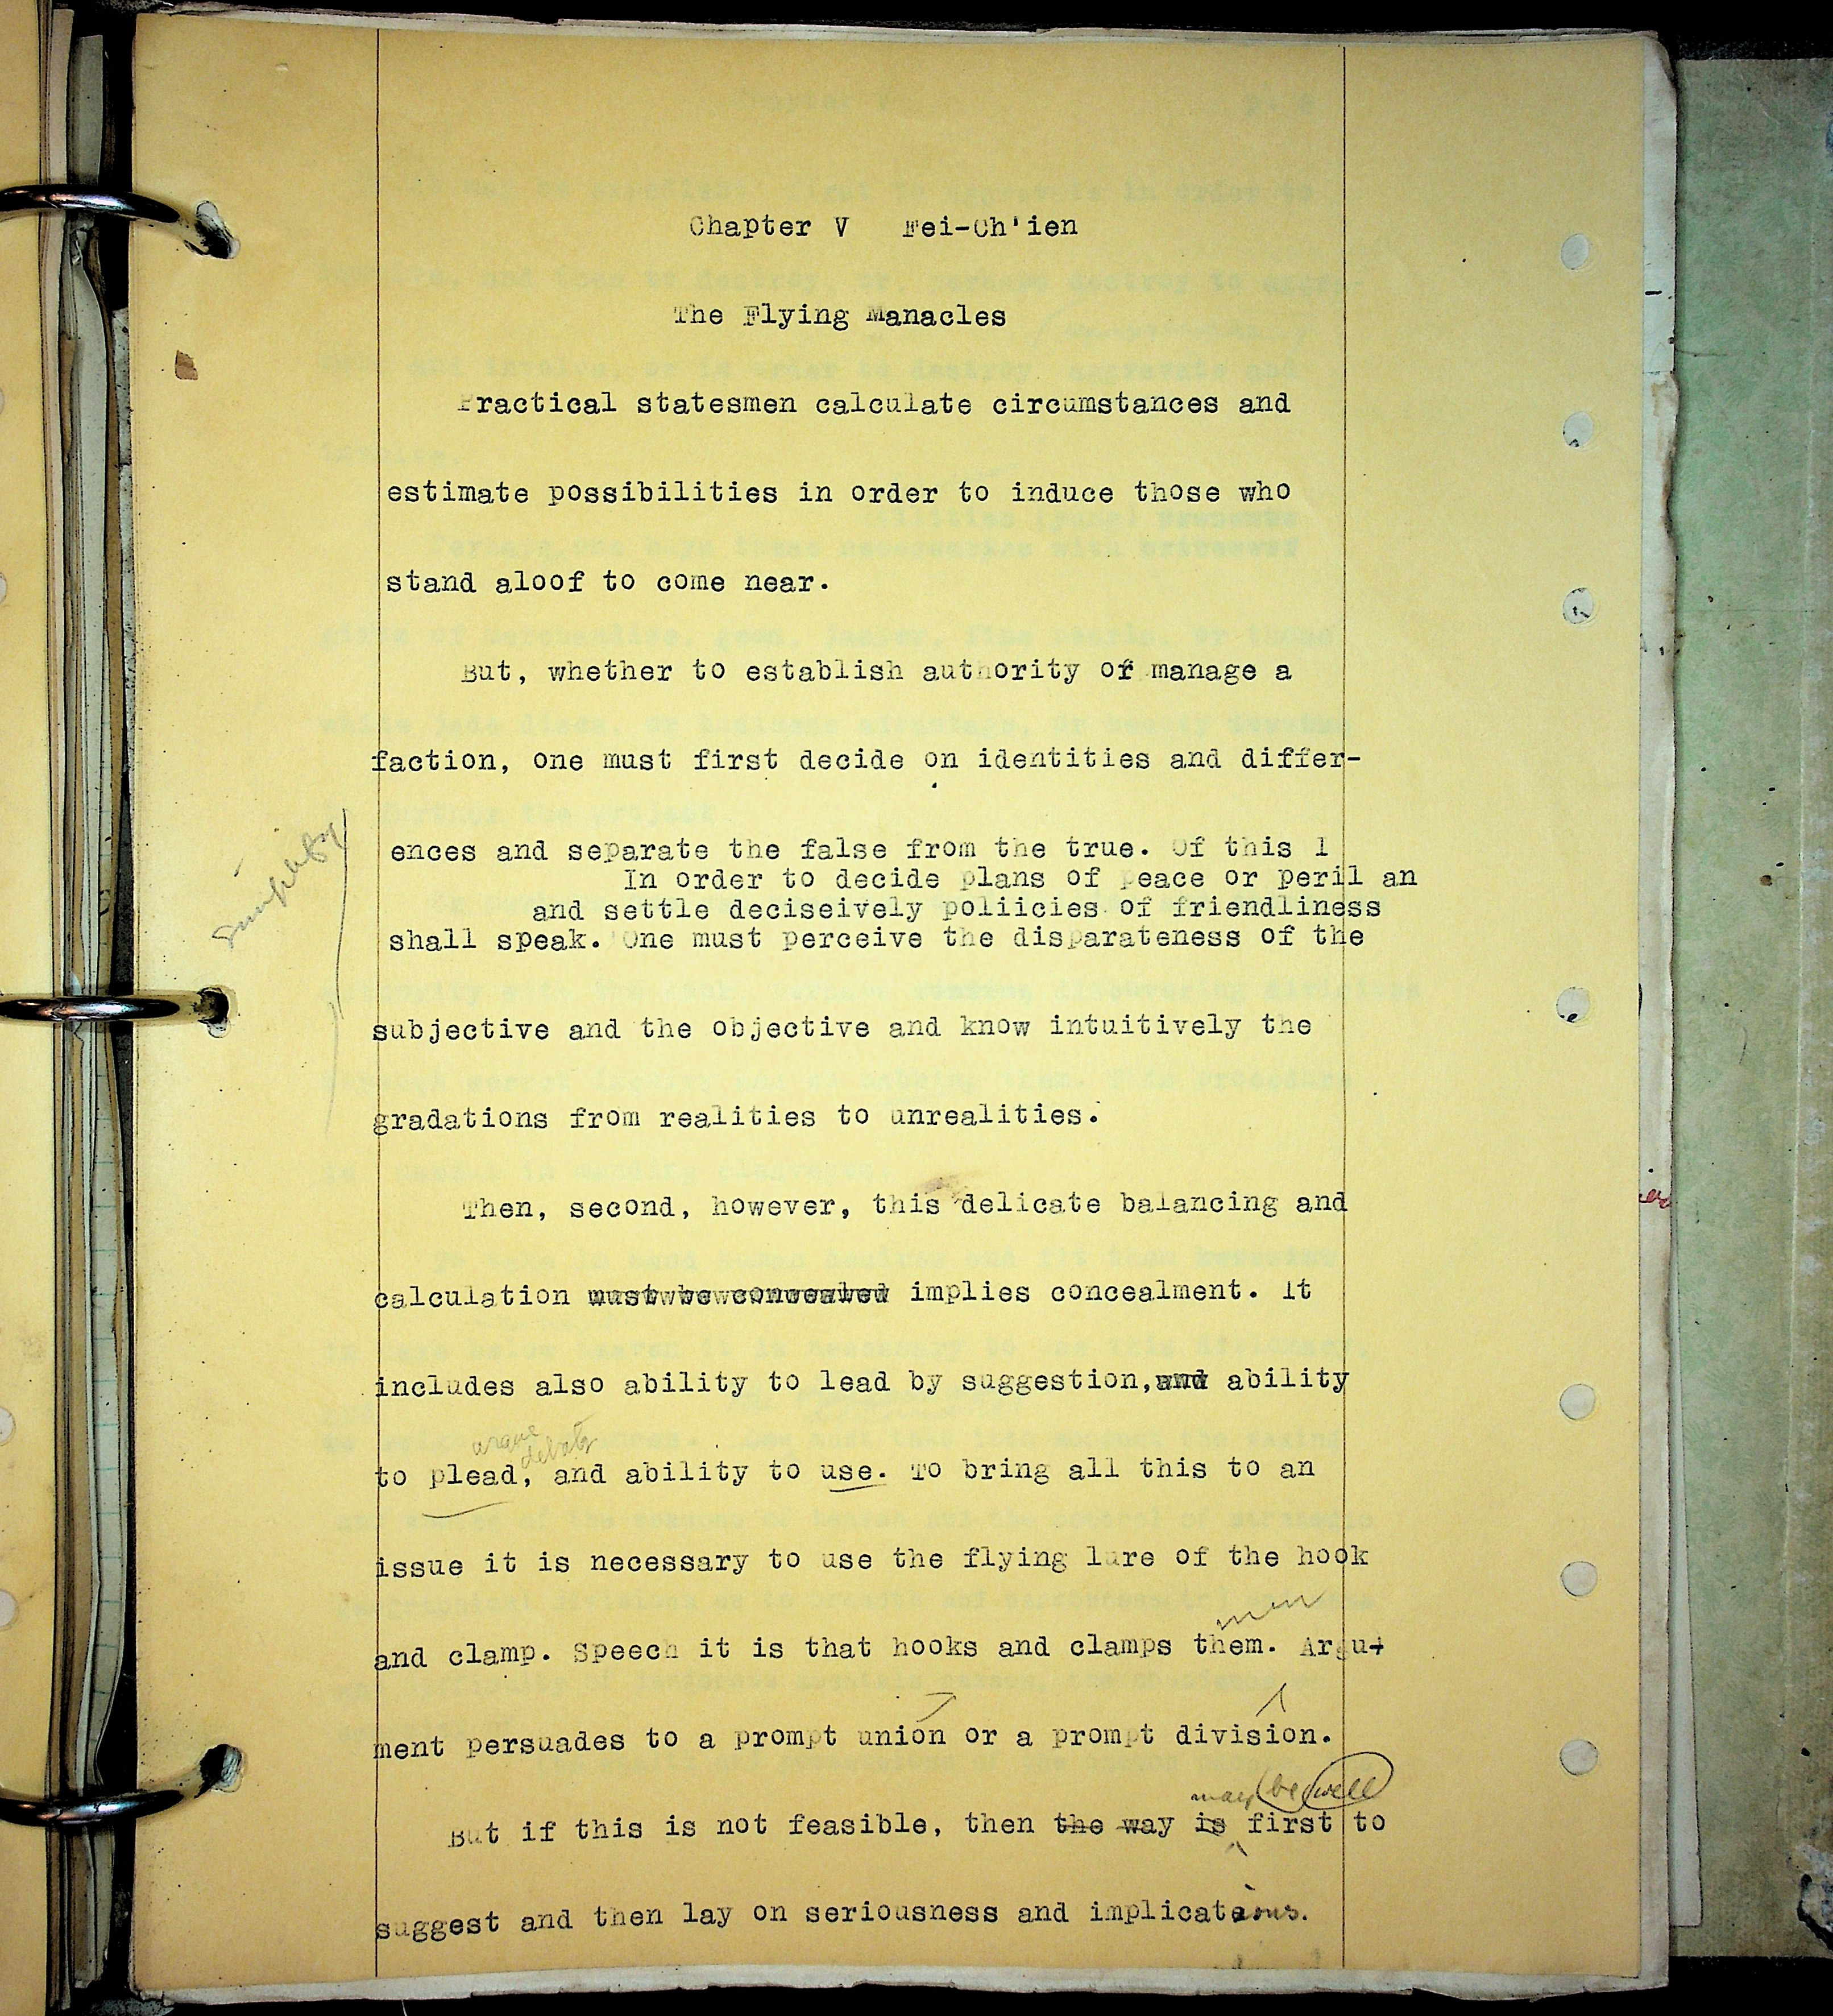 Chapter V   Fei-Ch'ien
The Flying Manacles
Practical statesmen calculate circumstances and
estimate possibilities in order to induce those who
stand aloof to come near.
But, whether to establish authority or manage a
faction, one must first decide on identities and differ-
ences and separate the false from the true. Of this I
In order to decide plans of peace or peril an
and settle deciseively poliicies of friendliness
simplify
shall speak. One must perceive the disparateness of the
subjective and the objective and know intuitively the
gradations from realities to unrealities.
Then, second, however, this delicate balancing and
calculation must be concealed implies concealment. It
includes also ability to lead by suggestion, and ability
argue
debate
to plead, and ability to use. To bring all this to an
issue it is necessary to use the flying lure of the hook
men
and clamp. Speech it is that hooks and clamps them. Argu-
ment persuades to a prompt union or a prompt division.
may be well
But if this is not feasible, then the way is first to
suggest and then lay on seriousness and implications.